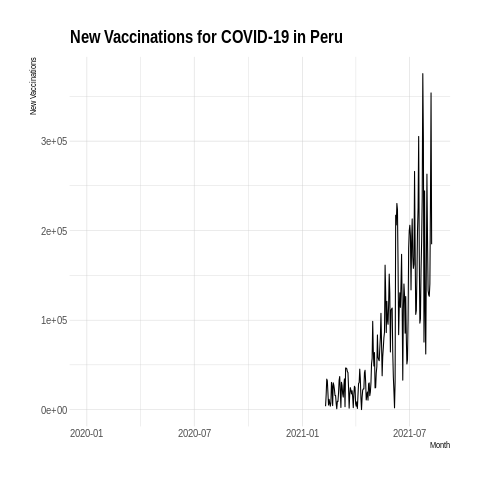 New Vaccinations for COVID-19 in Peru
New Vaccinations
3e+05
2e+05
1e+05
0e+00
2020-01 2020-07 2021-01 2021-07
Month